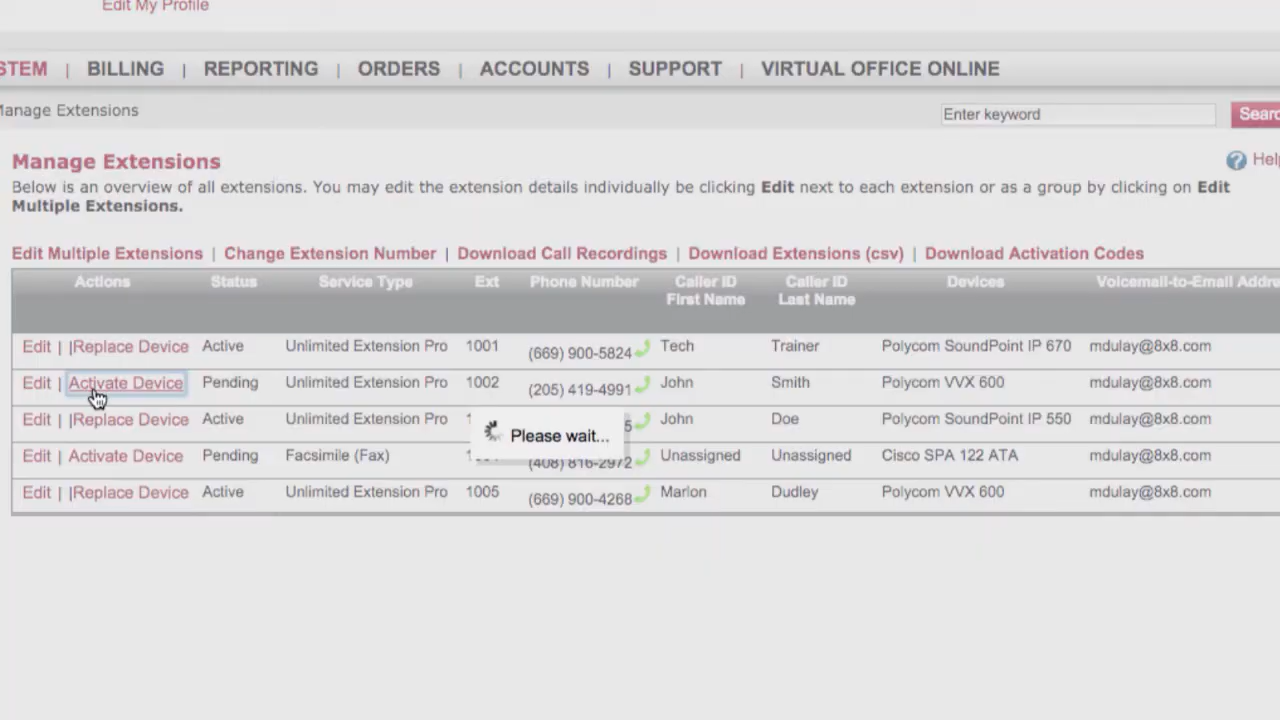 Edit My Profile
STEM | BILLING | REPORTING | ORDERS | ACCOUNTS | SUPPORT | VIRTUAL OFFICE ONLINE
Manage Extensions
Enter keyword
Searc
Manage Extensions
Help
Below is an overview of all extensions. You may edit the extension details individually be clicking Edit next to each extension or as a group by clicking on Edit
Multiple Extensions.
Edit Multiple Extensions | Change Extension Number | Download Call Recordings | Download Extensions (csv) | Download Activation Codes
Actions Status Service Type Ext Phone Number Caller ID First Name Caller ID Last Name Devices Voicemail-to-Email Addre
Edit | |Replace Device Active Unlimited Extension Pro 1001 (669) 900-5824 Tech Trainer Polycom SoundPoint IP 670 mdulay@8x8.com
Edit | Activate Device Pending Unlimited Extension Pro 1002 (205) 419-4991 John Smith Polycom VVX 600 mdulay@8x8.com
Edit | |Replace Device Active Unlimited Extension Pro 5 John Doe Polycom SoundPoint IP 550 mdulay@8x8.com
Please wait...
Edit | Activate Device Pending Facsimile (Fax) (408) 816-2972 Unassigned Unassigned Cisco SPA 122 ATA mdulay@8x8.com
Edit | |Replace Device Active Unlimited Extension Pro 1005 (669) 900-4268 Marlon Dudley Polycom VVX 600 mdulay@8x8.com